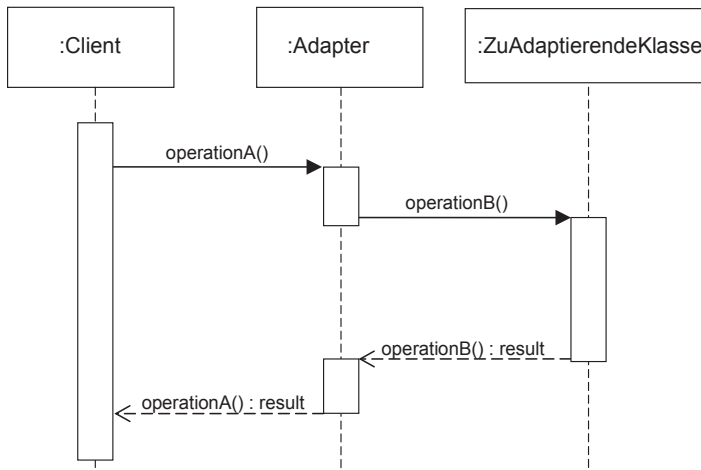 :Client
:Adapter
:ZuAdaptierendeKlasse
operationA()
operationB()
operationB() : result
operationA() : result